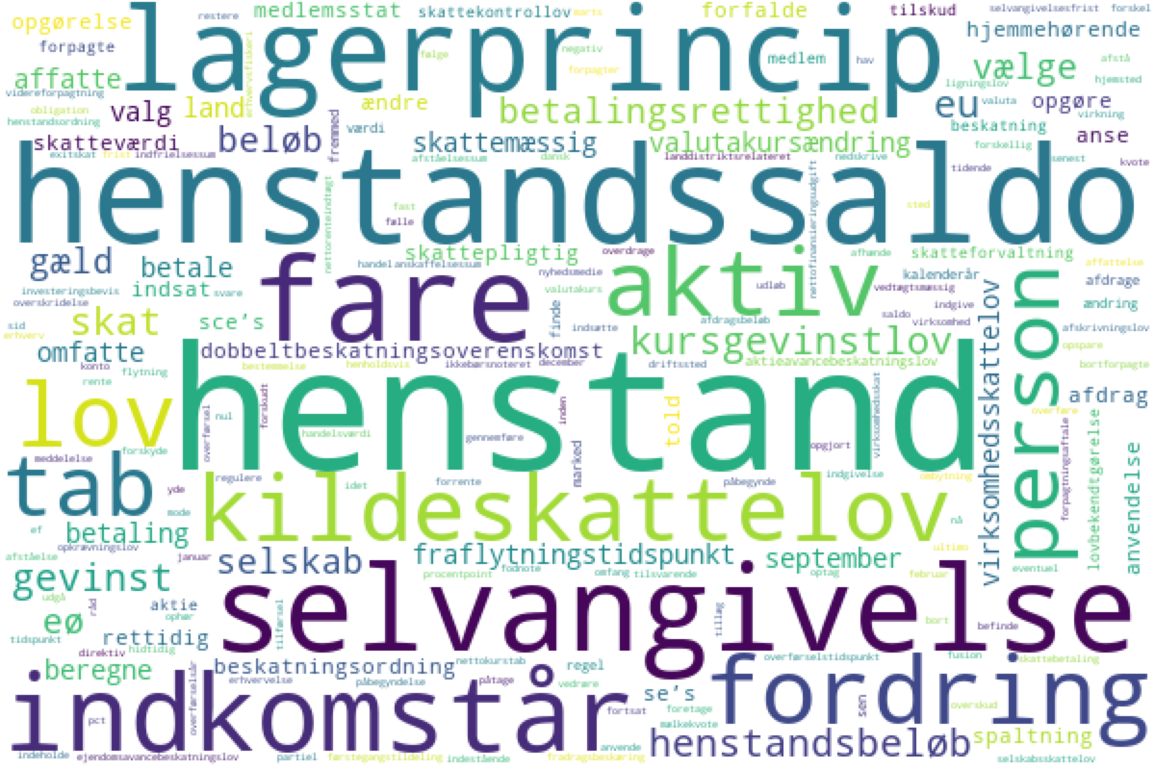 restere
medlemsstat
skattekontrollov
marts
forfalde
tilskud
selvangivelsesfrist
forskel
opgørelse
lagerprincip
hjemmehørende
forpagte
følge
negativ
medlem
hav
afstå
affatte
erhvervsfiskeri
forpagter
vælge
ligningslov
hjemsted
videreforpagtning
valg
land
ændre
betalingsrettighed
eu
valuta
opgøre
obligation
virkning
henstandsordning
beløb
værdi
skattemæssig
valutakursændring
beskatning
anse
skatteværdi
fremmed
forskellig
exitskat
frist
indfrielsessum
afståelsessum
dansk
landdistriktsrelateret
nedskrive
senest
kvote
henstandssaldo
tidende
nettorenteindtægt
fast
fælle
sted
nettofinansieringsudgift
gæld
betale
fare
skattepligtig
overdrage
aktiv
afhænde
skatteforvaltning
handelanskaffelsessum
nyhedsmedie
kalenderår
affattelse
investeringsbevis
indsat
svare
valutakurs
udløb
vedtægtsmæssig
afdrage
overskridelse
indgive
ændring
skat
sce's
finde
indsætte
afdragsbeløb
saldo
virksomhed
afskrivningslov
sid
erhverv
kursgevinstlov
opspare
omfatte
dobbeltbeskatningsoverenskomst
person
konto
bestemmelse
henholdsvis
ikkebørsnoteret
december
driftssted
aktieavancebeskatningslov
bortforpagte
rente
flytning
henstand
virksomhedsskattelov
afdrag
lov
overførsel
nul
forskudt
inden
told
virksomhedsskat
overføre
handelsværdi
gennemføre
opgjort
forskyde
meddelelse
marked
tab
regulere
idet
forrente
påbegynde
indgivelse
ombytning
forpagtningsaftale
lovbekendtgørelse
anvendelse
yde
mode
kildeskattelov
ef
betaling
nå
opkrævningslov
afståelse
januar
selskab
fraflytningstidspunkt
september
ultimo
eventuel
gevinst
procentpoint
fodnote
omfang
tilsvarende
optag
februar
udgå
råd
aktie
ophør
selvangivelse
eø
tilførsel
tillæg
bort
befinde
tidspunkt
hidtidig
rettidig
direktiv
beregne
beskatningsordning
nettokurstab
regel
overførselstidspunkt
fusion
skattebetaling
overførselsår
erhvervelse
påbegyndelse
påtage
vedrøre
se's
fordring
indkomstår
foretage
sen
overskud
pct
fortsat
mælkekvote
anvende
henstandsbeløb
spaltning
indeholde
ejendomsavancebeskatningslov
partiel
førstegangstildeling
indestående
fradragsbeskæring
selskabsskattelov